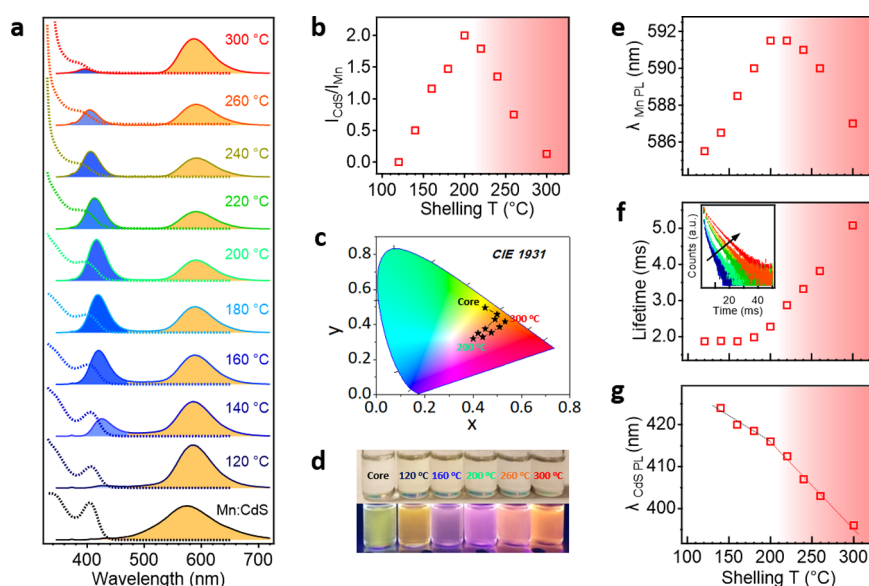 a
300 °C
260 °C
240 °C
220 °C
200 °C
180 °C
160 °C
140 °C
120 °C
Mn:CdS
400 500 600 700
Wavelength (nm)
b
I_CdS/I_Mn
2.0
1.5
1.0
0.5
0.0
100 150 200 250 300
Shelling T (°C)
c
CIE 1931
y
0.8
0.6
0.4
0.2
0.0
Core
300 °C
200 °C
0.0 0.2 0.4 0.6 0.8
X
d
Core 120 °C 160 °C 200 °C 260 °C 300 °C
e
λ Mn PL (nm)
592
590
588
586
f
Lifetime (ms)
5.0
4.0
3.0
2.0
1.0
Counts (a.u.)
20 40
Time (ms)
g
λ CdS PL (nm)
420
410
400
100 150 200 250 300
Shelling T (°C)